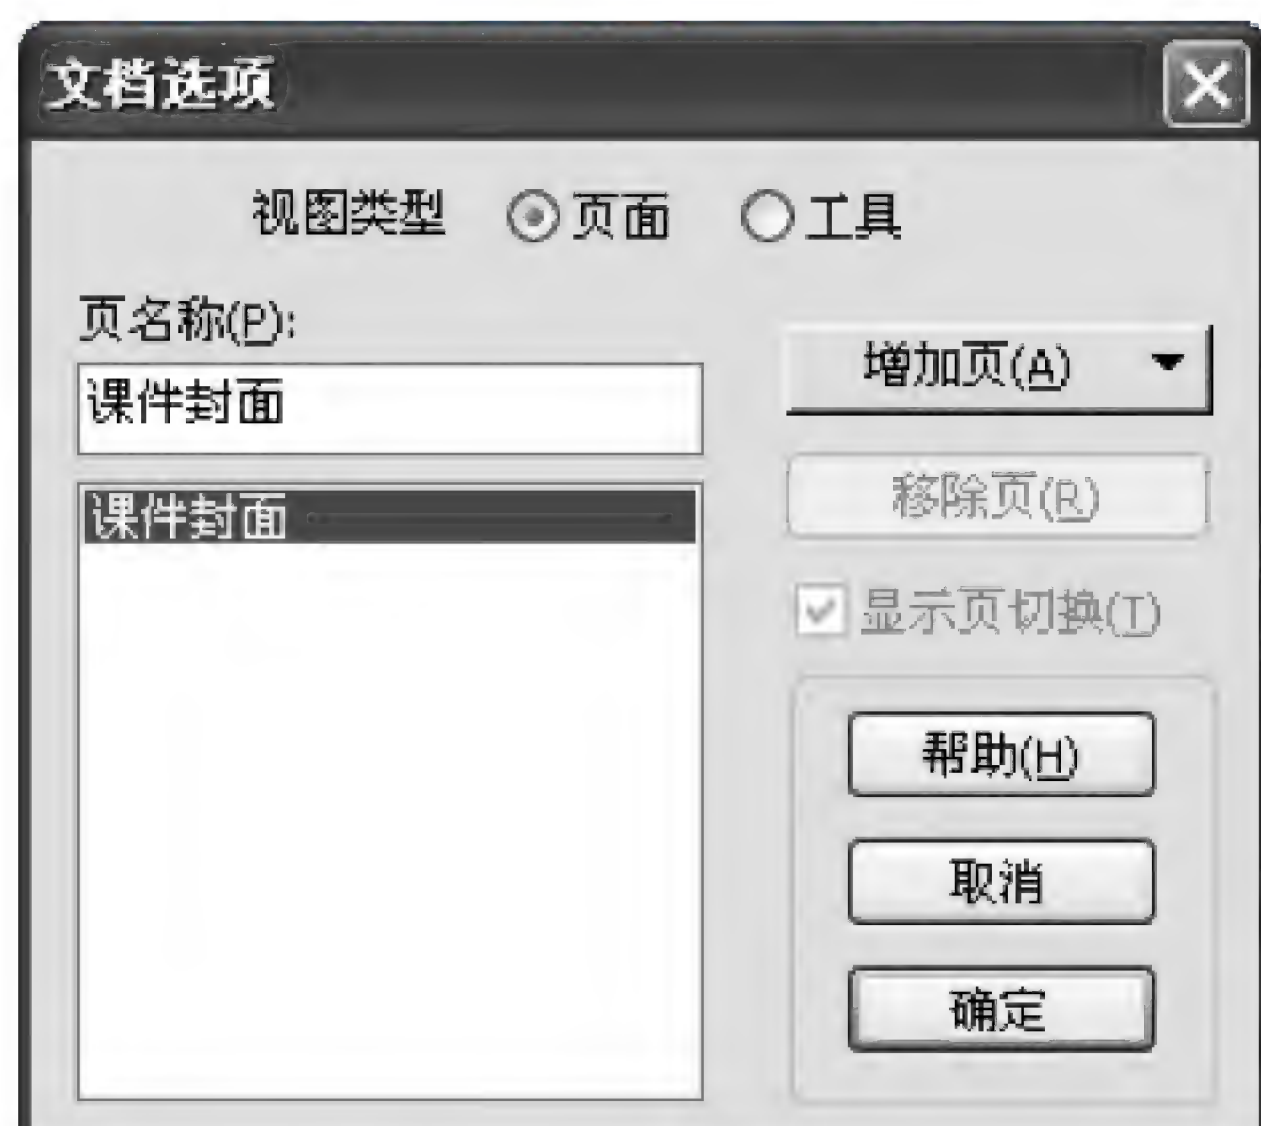 文档选项
视图类型 页面 工具
页名称(P):
课件封面
课件封面
增加页(A)
移除页(R)
显示页切换(T)
帮助(H)
取消
确定